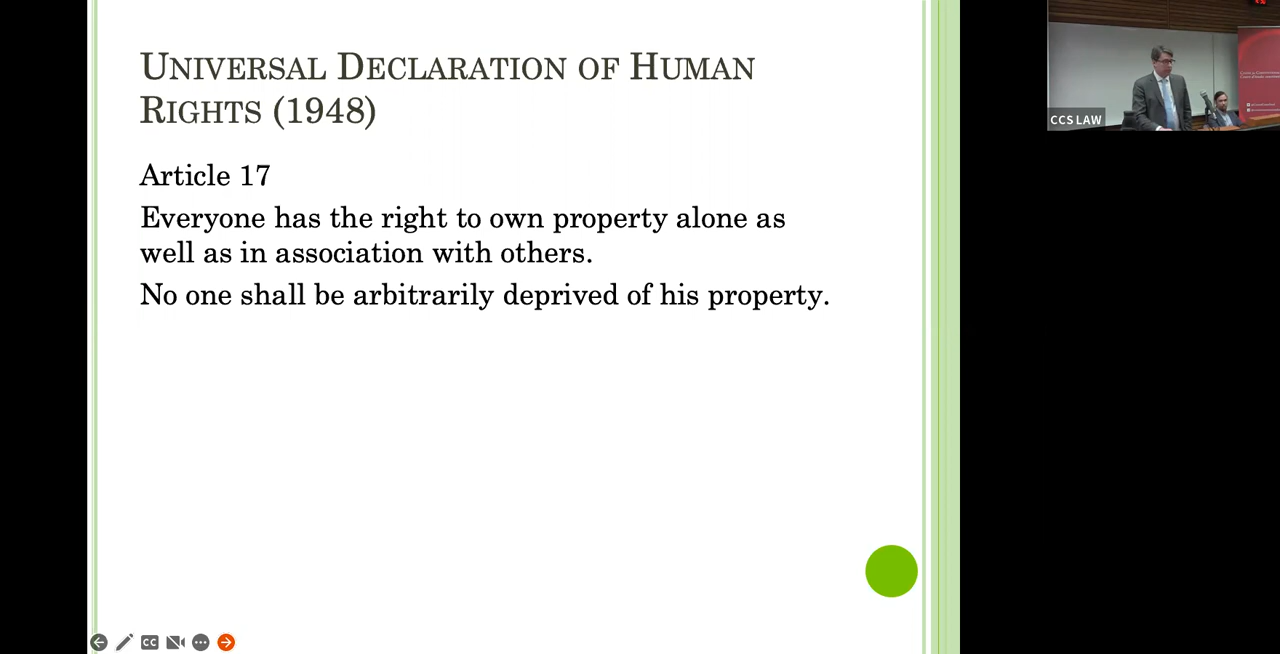 UNIVERSAL DECLARATION OF HUMAN
RIGHTS (1948)
Article 17
Everyone has the right to own property alone as
well as in association with others.
No one shall be arbitrarily deprived of his property.
CCS LAW
CC